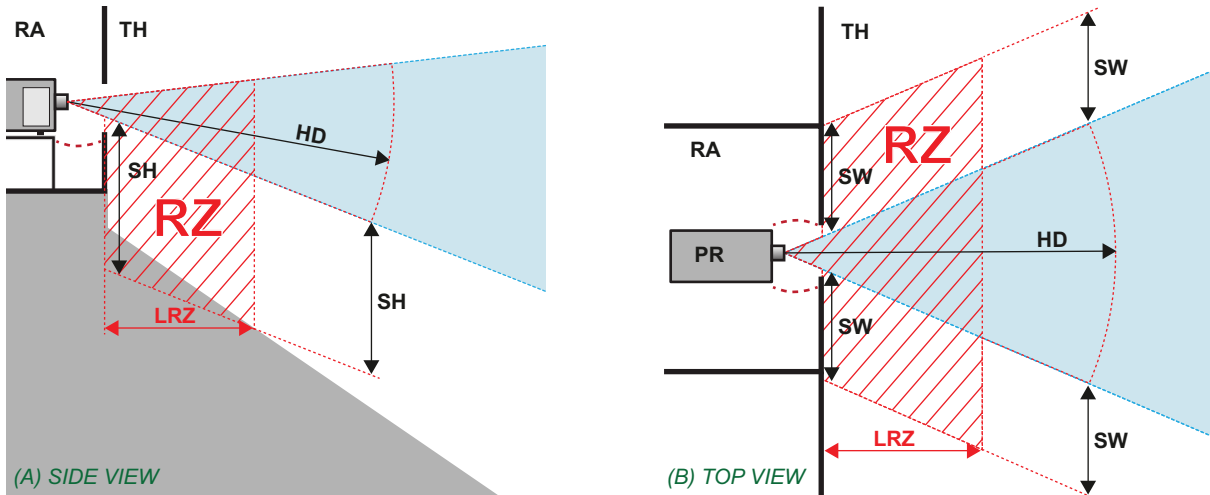 RA
TH
HD
SH
RZ
SH
LRZ
(A) SIDE VIEW
TH
SW
RZ
RA
SW
PR
HD
SW
LRZ
SW
(B) TOP VIEW